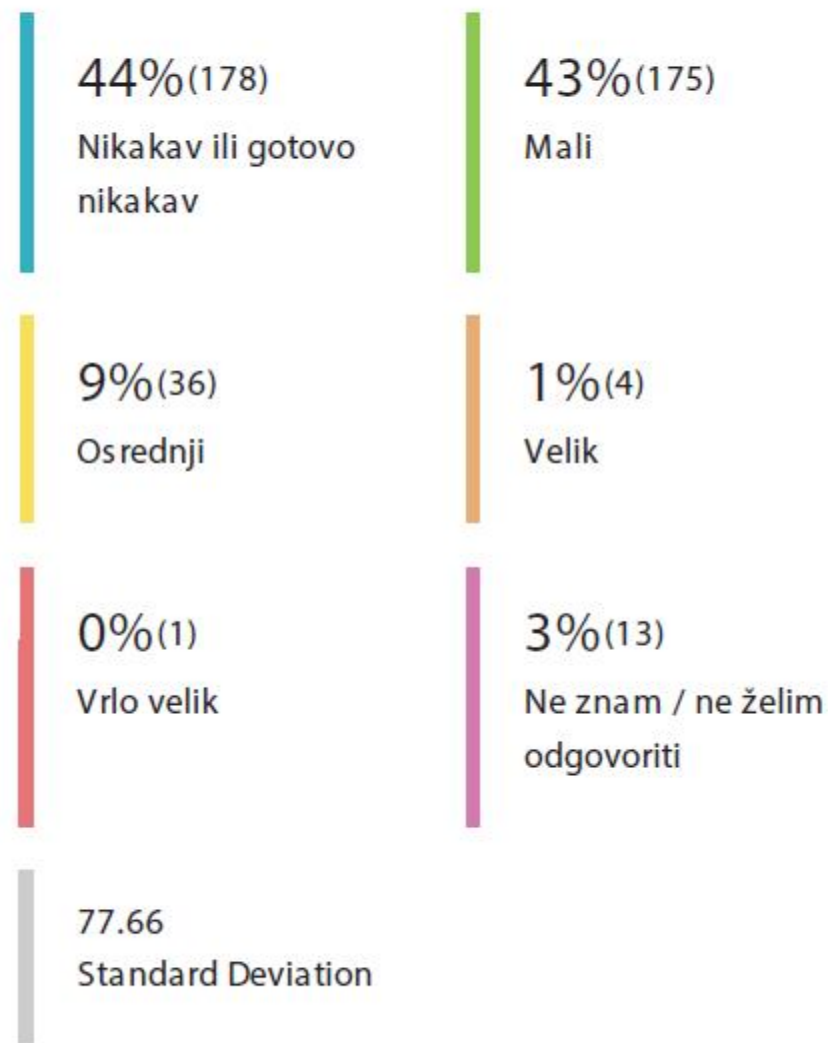 44%(178)
Nikakav ili gotovo
nikakav
43%(175)
Mali
9%(36)
Osrednji
1%(4)
Velik
0%(1)
Vrlo velik
3%(13)
Ne znam / ne želim
odgovoriti
77.66
Standard Deviation